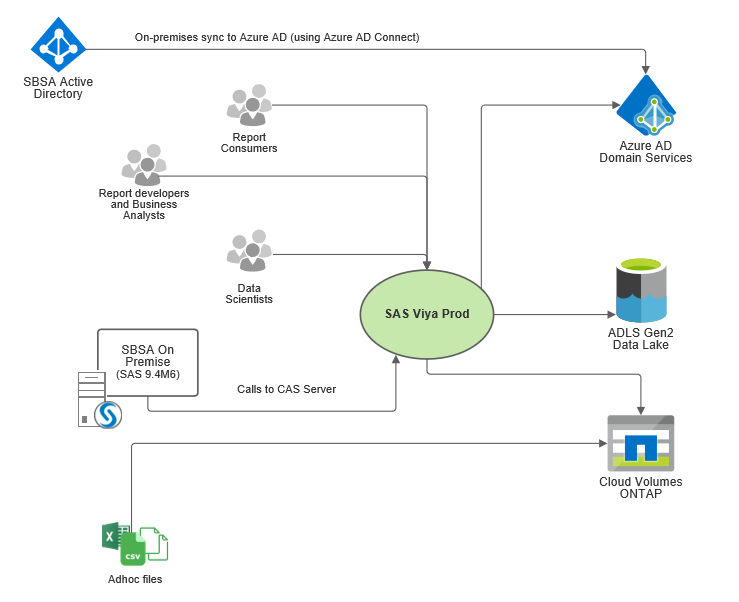 On-premises sync to Azure AD (using Azure AD Connect)
SBSA Active
Directory
Report
Consumers
Azure AD
Domain Services
Report developers
and Business
Analysts
Data
Scientists
SAS Viya Prod
ADLS Gen2
Data Lake
SBSA On
Premise
(SAS 9.4M6)
Calls to CAS Server
Cloud Volumes
ONTAP
X
CSV
Adhoc files